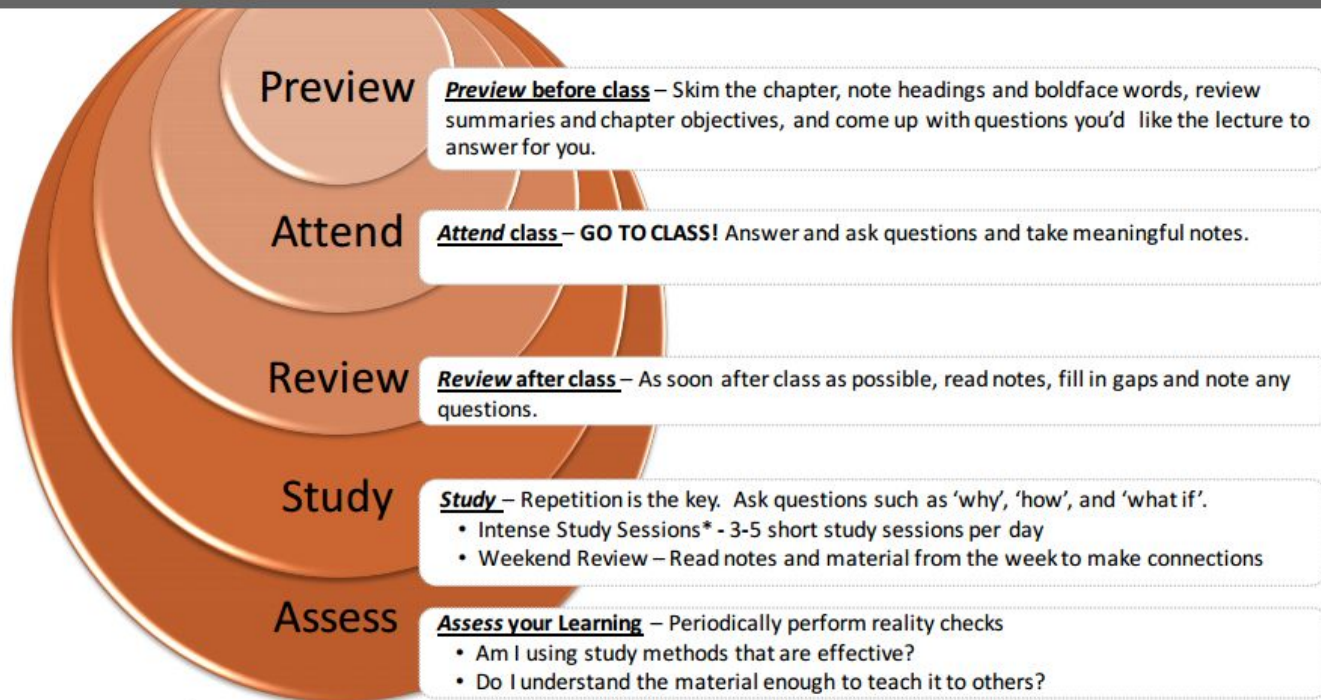 Preview
Preview before class – Skim the chapter, note headings and boldface words, review
summaries and chapter objectives, and come up with questions you'd like the lecture to
answer for you.
Attend
Attend class – GO TO CLASS! Answer and ask questions and take meaningful notes.
Review
Review after class – As soon after class as possible, read notes, fill in gaps and note any
questions.
Study
Study – Repetition is the key. Ask questions such as ‘why’, ‘how’, and ‘what if’.
• Intense Study Sessions* - 3-5 short study sessions per day
• Weekend Review – Read notes and material from the week to make connections
Assess
Assess your Learning – Periodically perform reality checks
• Am I using study methods that are effective?
• Do I understand the material enough to teach it to others?